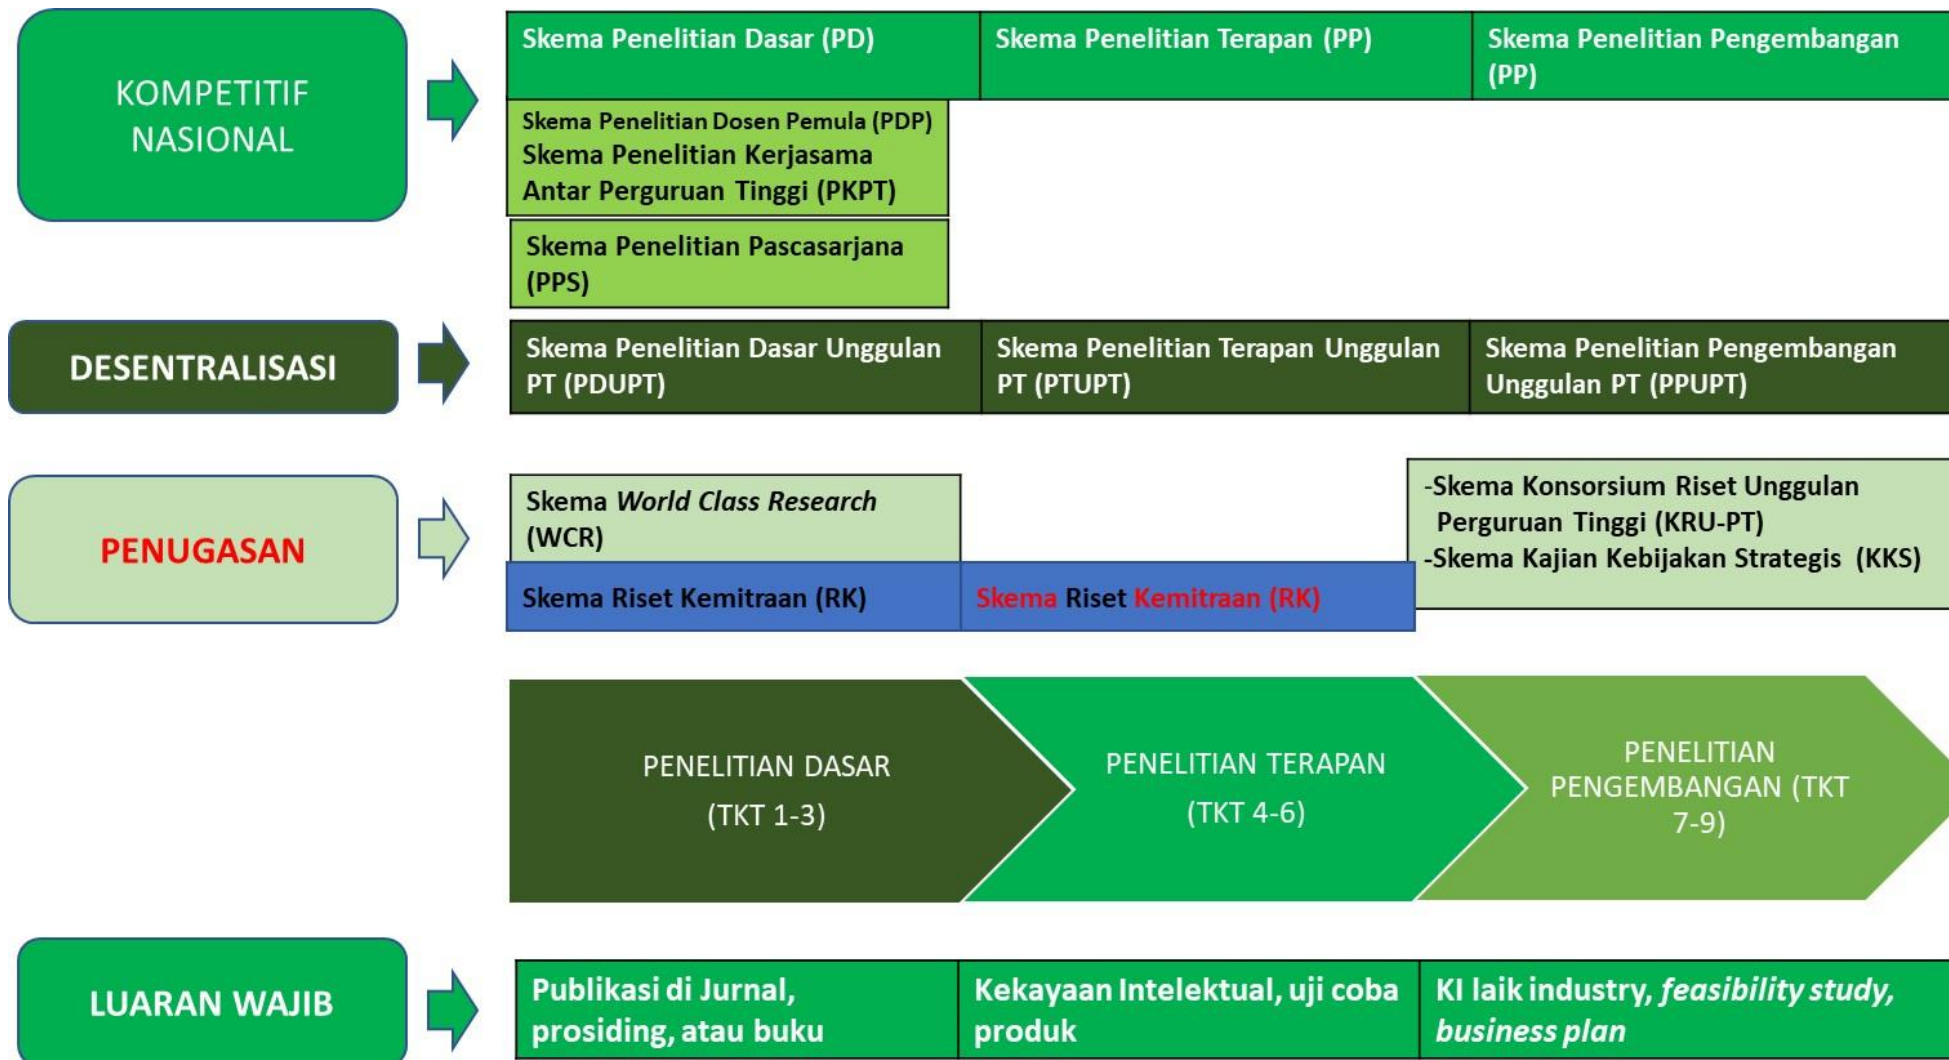 KOMPETITIF
NASIONAL
Skema Penelitian Dasar (PD)
Skema Penelitian Terapan (PP)
Skema Penelitian Pengembangan
(PP)
Skema Penelitian Dosen Pemula (PDP)
Skema Penelitian Kerjasama
Antar Perguruan Tinggi (PKPT)
Skema Penelitian Pascasarjana
(PPS)
DESENTRALISASI
Skema Penelitian Dasar Unggulan
PT (PDUPT)
Skema Penelitian Terapan Unggulan
PT (PTUPT)
Skema Penelitian Pengembangan
Unggulan PT (PPUPT)
PENUGASAN
Skema World Class Research
(WCR)
Skema Riset Kemitraan (RK)
Skema Riset Kemitraan (RK)
-Skema Konsorsium Riset Unggulan
Perguruan Tinggi (KRU-PT)
-Skema Kajian Kebijakan Strategis (KKS)
PENELITIAN DASAR
(TKT 1-3)
PENELITIAN TERAPAN
(TKT 4-6)
PENELITIAN
PENGEMBANGAN (TKT
7-9)
LUARAN WAJIB
Publikasi di Jurnal,
prosiding, atau buku
Kekayaan Intelektual, uji coba
produk
KI laik industry, feasibility study,
business plan